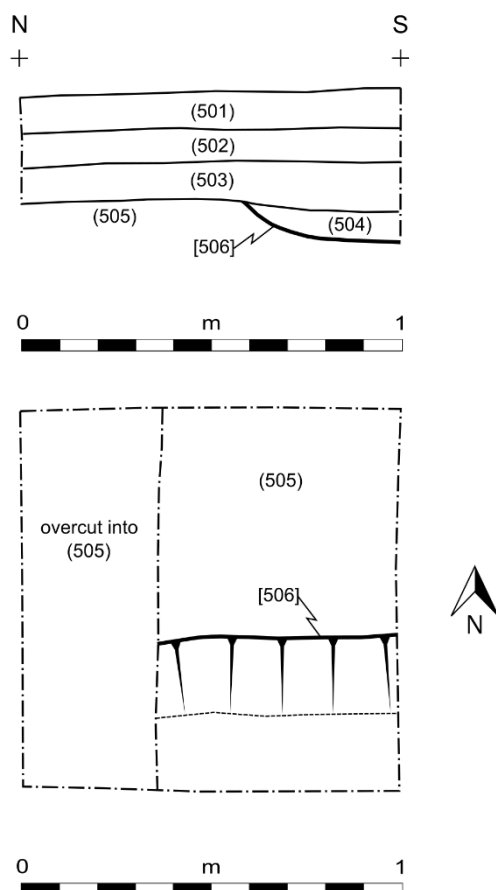 N S
(501)
(502)
(503)
(505)
(504)
[506]
0 m 1
(505)
overcut into
(505)
[506]
N
0 m 1